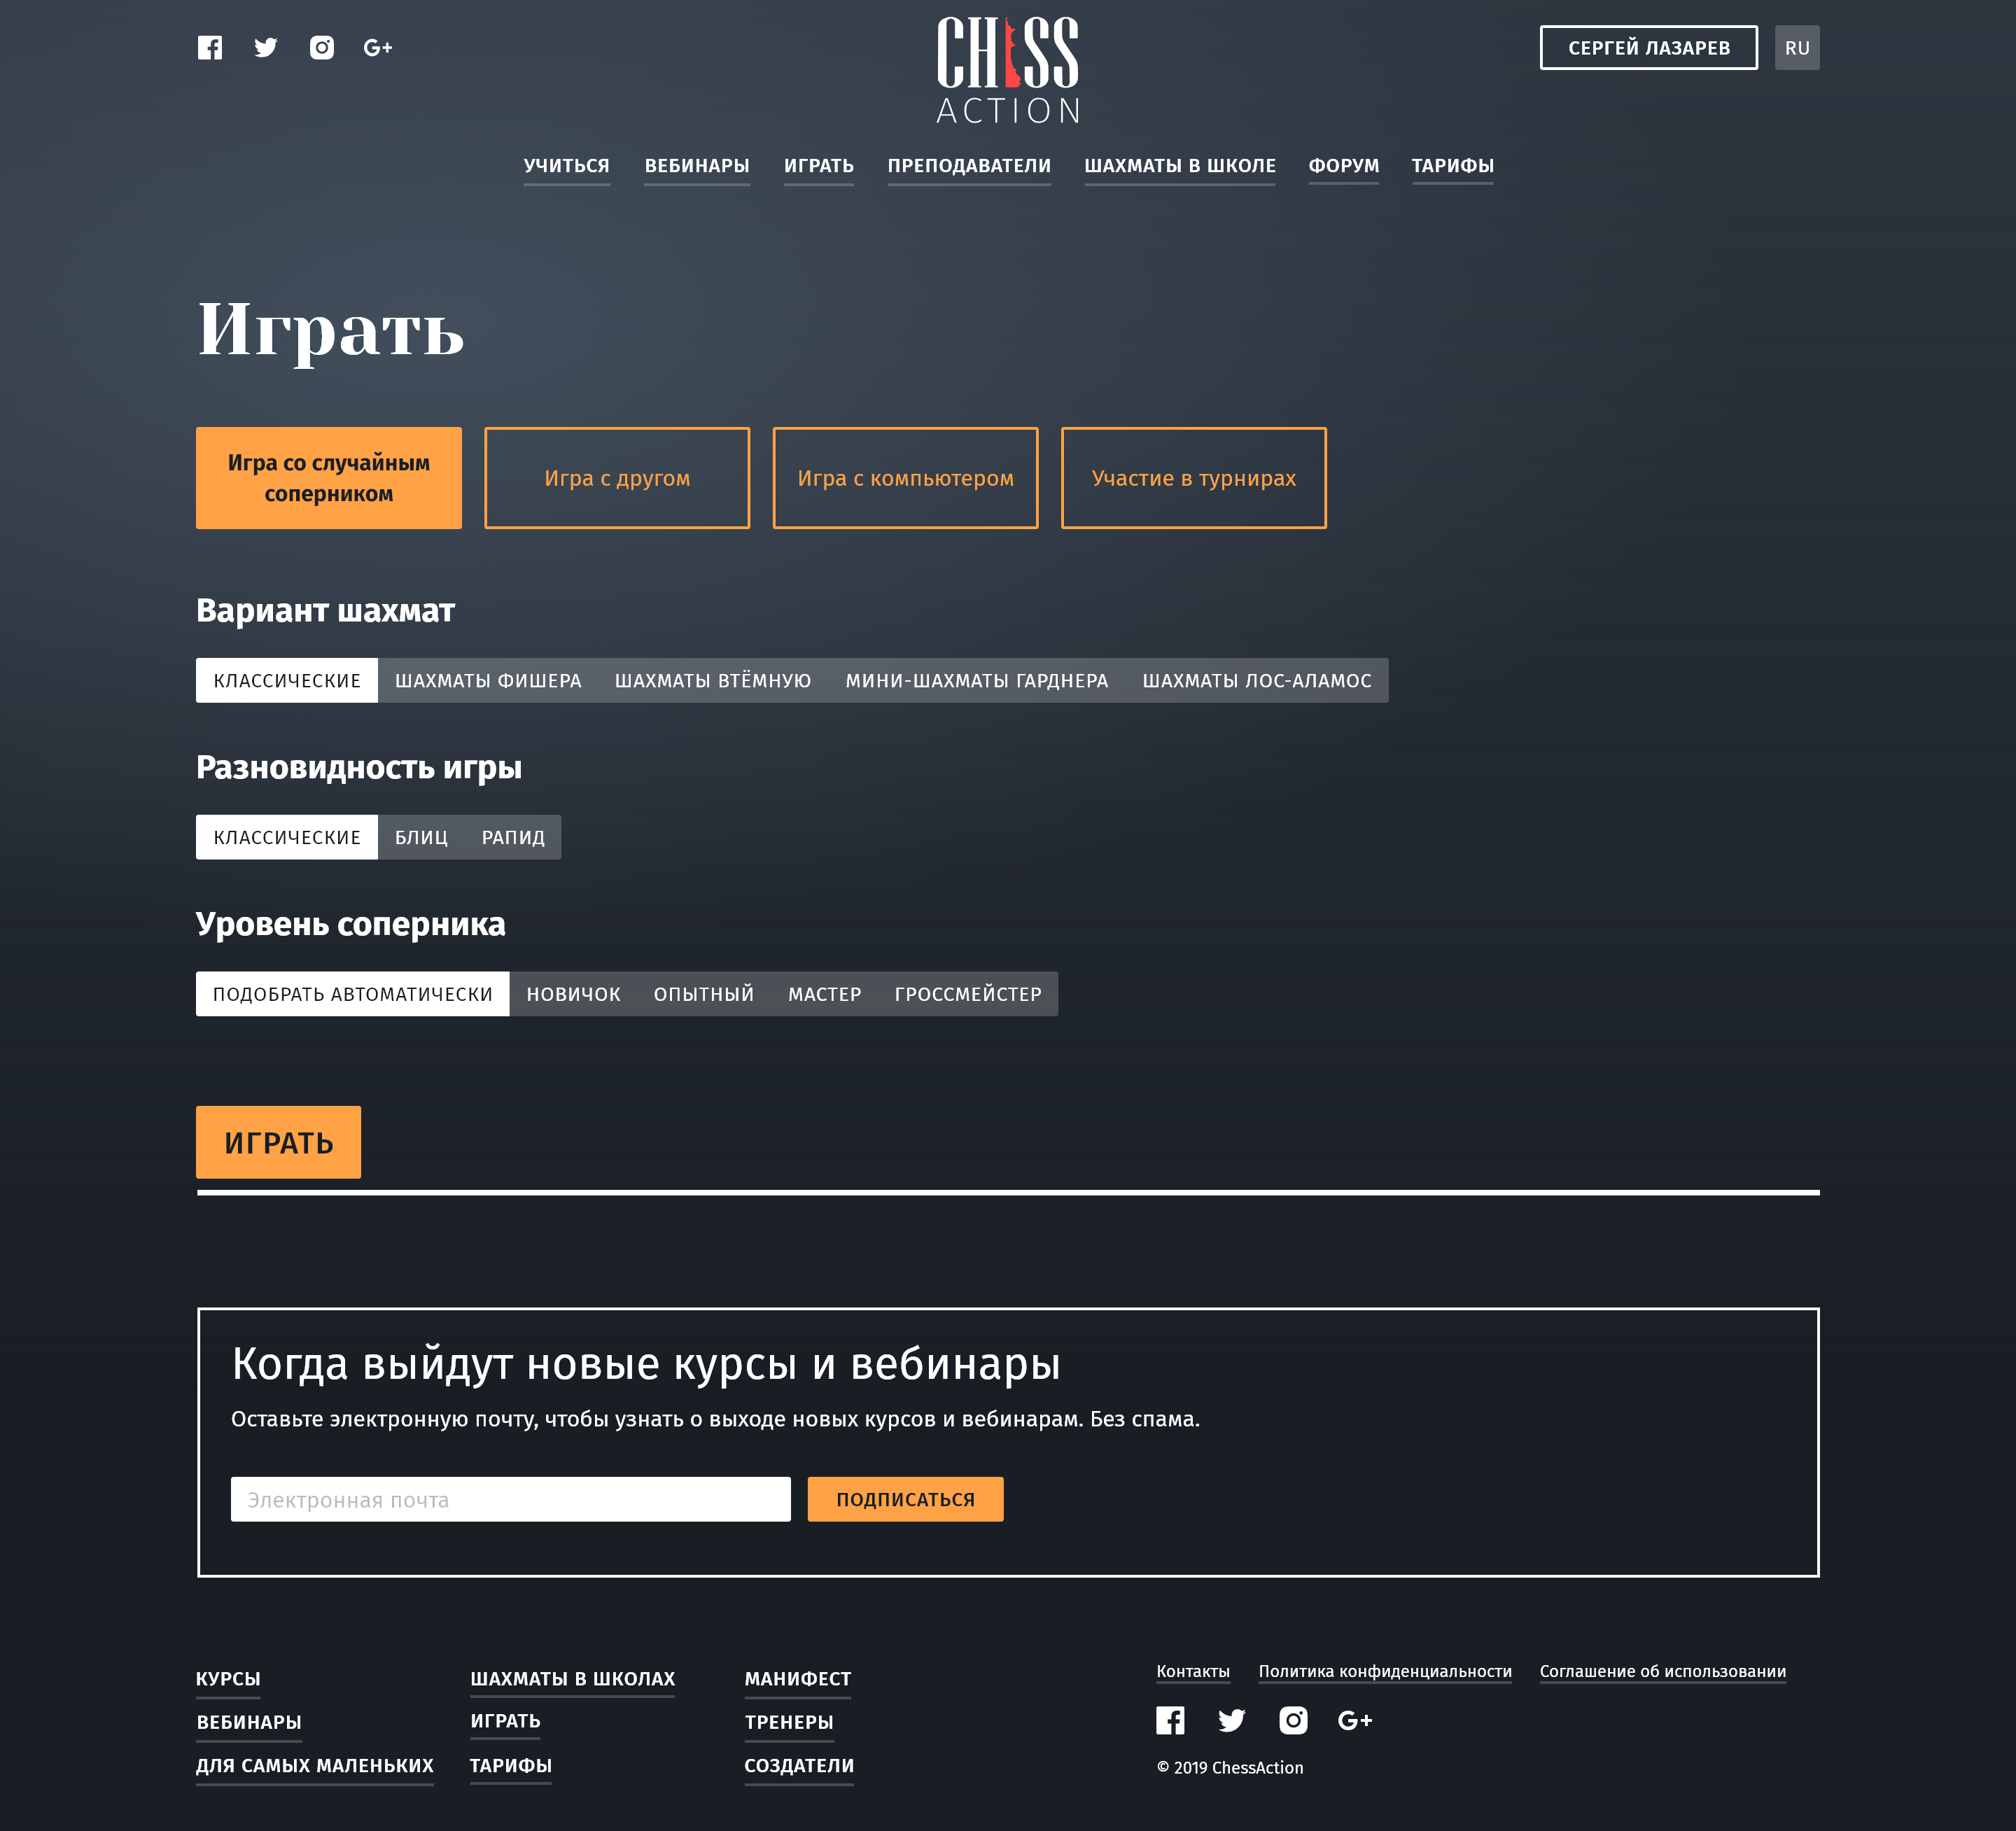 CHESS
ACTION
СЕРГЕЙ ЛАЗАРЕВ
RU
УЧИТЬСЯ ВЕБИНАРЫ ИГРАТЬ ПРЕПОДАВАТЕЛИ ШАХМАТЫ В ШКОЛЕ ФОРУМ ТАРИФЫ
Играть
Игра со случайным
соперником
Игра с другом
Игра с компьютером
Участие в турнирах
Вариант шахмат
КЛАССИЧЕСКИЕ ШАХМАТЫ ФИШЕРА ШАХМАТЫ ВТЁМНУЮ МИНИ-ШАХМАТЫ ГАРДНЕРА ШАХМАТЫ ЛОС-АЛАМОС
Разновидность игры
КЛАССИЧЕСКИЕ БЛИЦ РАПИД
Уровень соперника
ПОДОБРАТЬ АВТОМАТИЧЕСКИ НОВИЧОК ОПЫТНЫЙ МАСТЕР ГРОССМЕЙСТЕР
ИГРАТЬ
Когда выйдут новые курсы и вебинары
Оставьте электронную почту, чтобы узнать о выходе новых курсов и вебинарам. Без спама.
Электронная почта
ПОДПИСАТЬСЯ
КУРСЫ
ВЕБИНАРЫ
ДЛЯ САМЫХ МАЛЕНЬКИХ
ШАХМАТЫ В ШКОЛАХ
ИГРАТЬ
ТАРИФЫ
МАНИФЕСТ
ТРЕНЕРЫ
СОЗДАТЕЛИ
Контакты Политика конфиденциальности Соглашение об использовании
© 2019 ChessAction